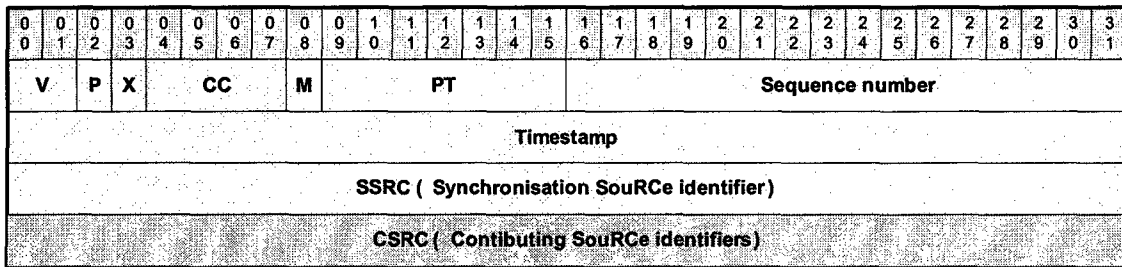 0 0 0 0 0 0 0 0 0 0 1 1 1 1 1 1 1 1 1 1 2 2 2 2 2 2 2 2 2 2 3 3
0 1 2 3 4 5 6 7 8 9 0 1 2 3 4 5 6 7 8 9 0 1 2 3 4 5 6 7 8 9 0 1
V P X CC M PT Sequence number
Timestamp
SSRC ( Synchronisation SouRCe identifier)
CSRC ( Contibuting SouRCe identifiers)